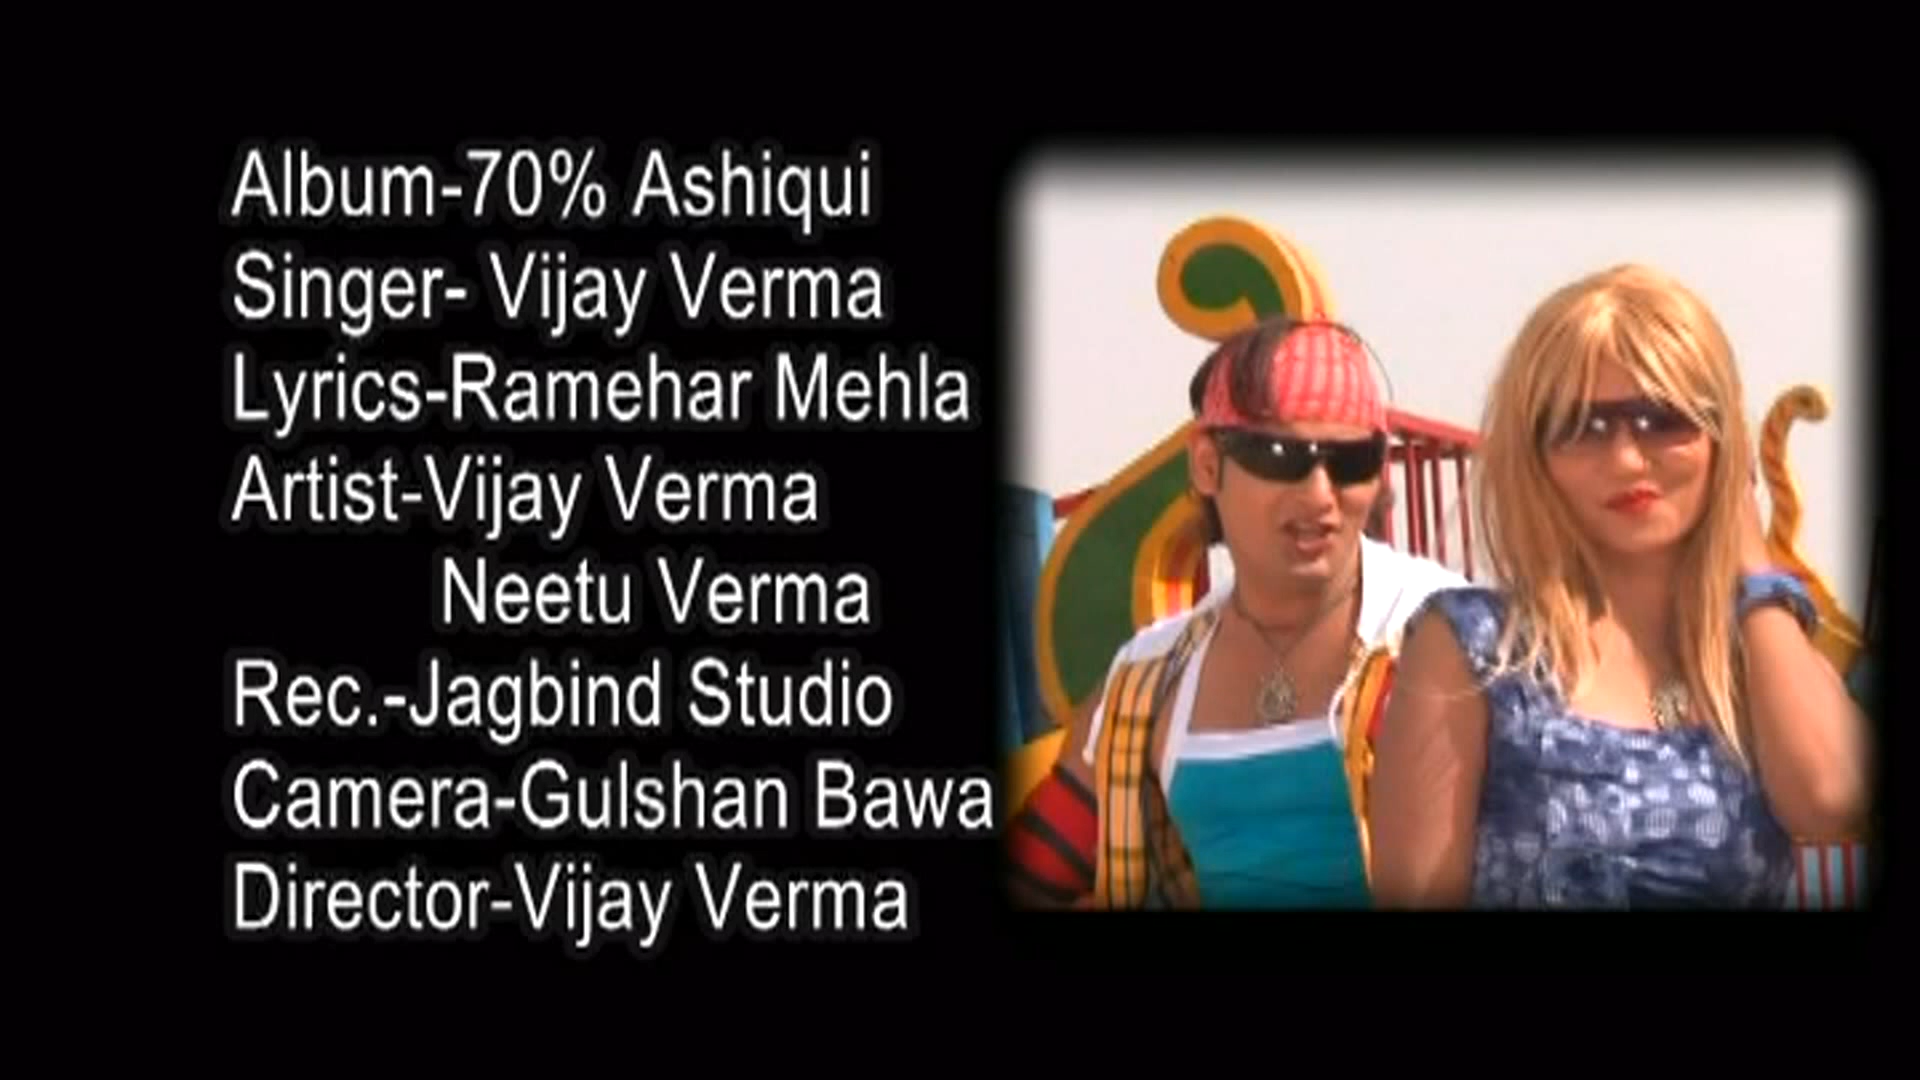 Album-70% Ashiqui
Singer- Vijay Verma
Lyrics-Ramehar Mehla
Artist-Vijay Verma
Neetu Verma
Rec.-Jagbind Studio
Camera-Gulshan Bawa
Director-Vijay Verma